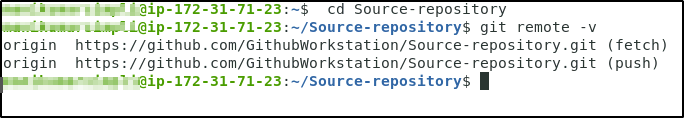 @ip-172-31-71-23:~$  cd Source-repository
@ip-172-31-71-23:~/Source-repository$ git remote -v
origin  https://github.com/GithubWorkstation/Source-repository.git (fetch)
origin  https://github.com/GithubWorkstation/Source-repository.git (push)
@ip-172-31-71-23:~/Source-repository$